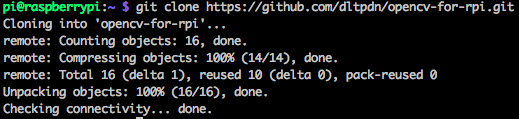 pi@raspberrypi:~ $ git clone https://github.com/dltpdn/opencv-for-rpi.git
Cloning into 'opencv-for-rpi'...
remote: Counting objects: 16, done.
remote: Compressing objects: 100% (14/14), done.
remote: Total 16 (delta 1), reused 10 (delta 0), pack-reused 0
Unpacking objects: 100% (16/16), done.
Checking connectivity... done.